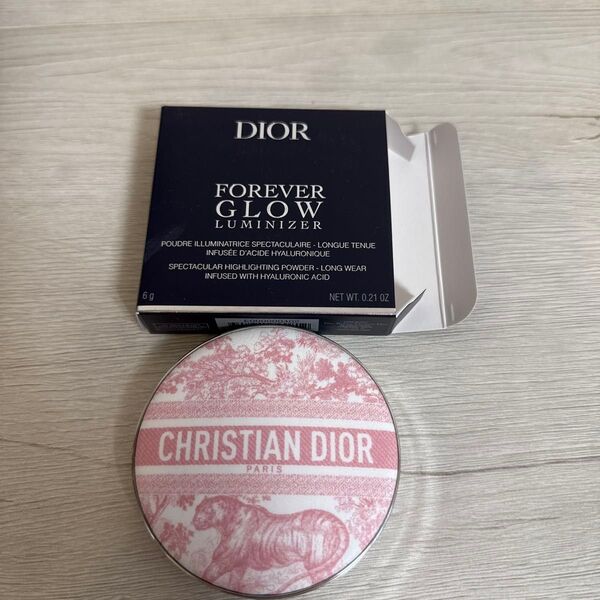 DIOR
FOREVER
GLOW
LUMINIZER
POUDRE ILLUMINATRICE SPECTACULAIRE - LONGUE TENUE
INFUSÉE D'ACIDE HYALURONIQUE
SPECTACULAR HIGHLIGHTING POWDER - LONG WEAR
INFUSED WITH HYALURONIC ACID
6 g NET WT. 0.21 OZ
CHRISTIAN DIOR
PARIS